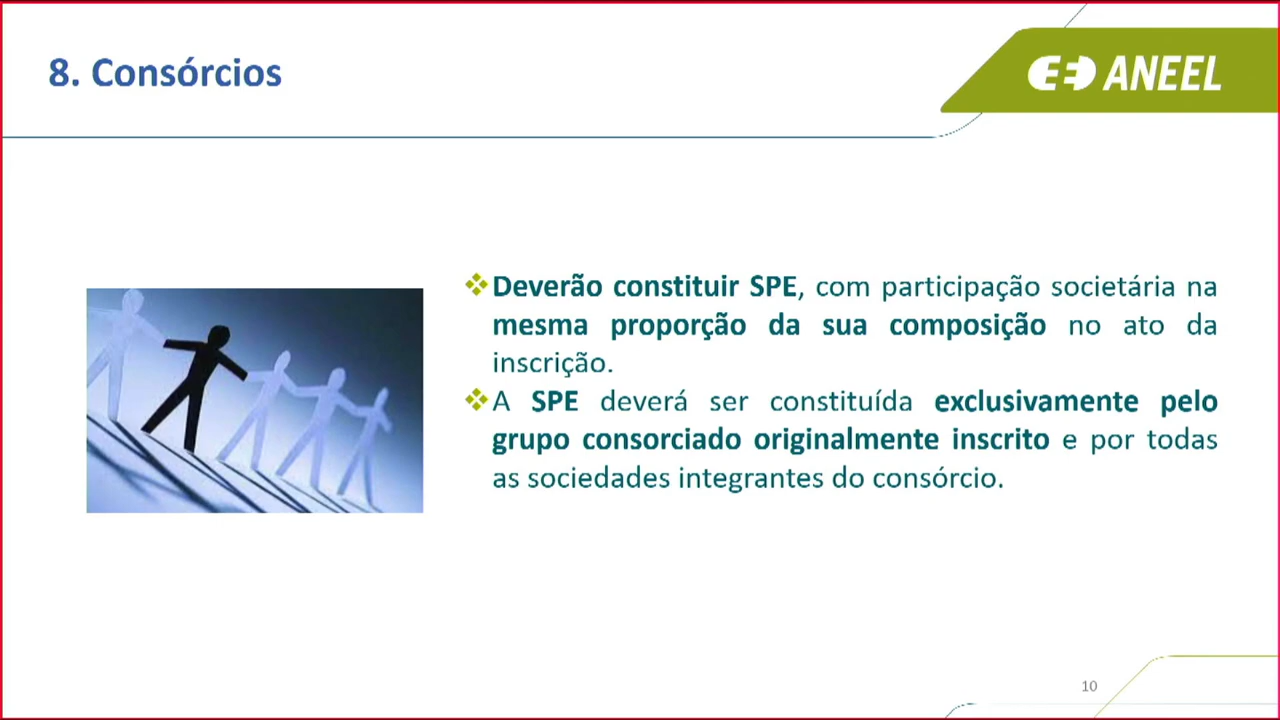 8. Consórcios
ANEEL
Deverão constituir SPE, com participação societária na
mesma proporção da sua composição no ato da
inscrição.
A SPE deverá ser constituída exclusivamente pelo
grupo consorciado originalmente inscrito e por todas
as sociedades integrantes do consórcio.
10